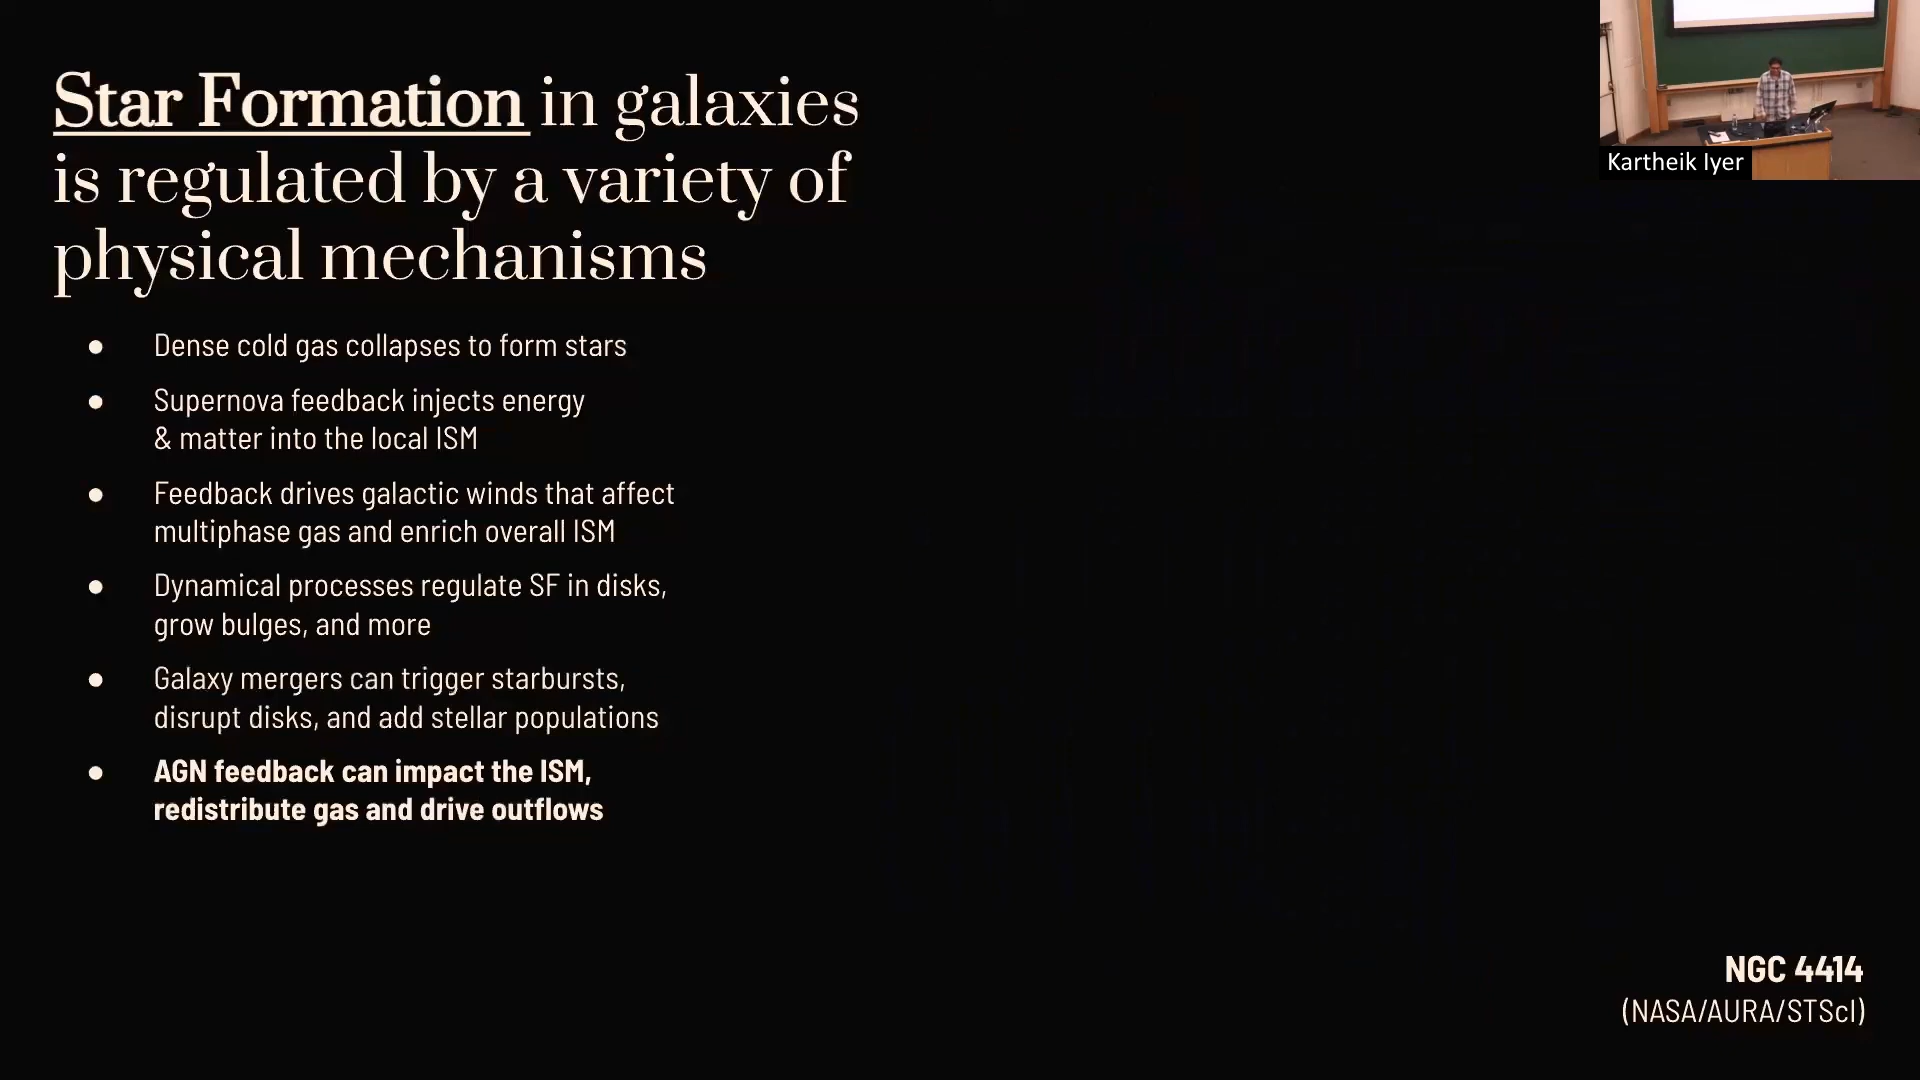 Star Formation in galaxies
is regulated by a variety of
physical mechanisms
● Dense cold gas collapses to form stars
● Supernova feedback injects energy
& matter into the local ISM
● Feedback drives galactic winds that affect
multiphase gas and enrich overall ISM
● Dynamical processes regulate SF in disks,
grow bulges, and more
● Galaxy mergers can trigger starbursts,
disrupt disks, and add stellar populations
● AGN feedback can impact the ISM,
redistribute gas and drive outflows
Kartheik Iyer
NGC 4414
(NASA/AURA/STScI)